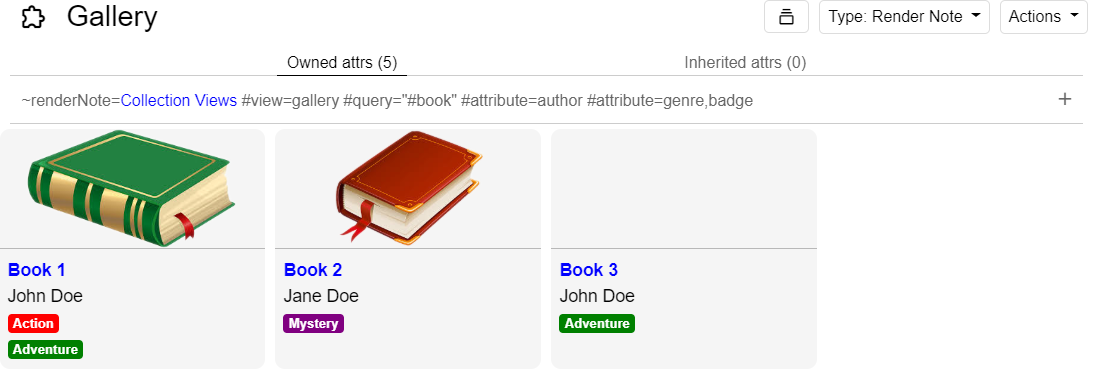 Gallery
Type: Render Note
Actions
Owned attrs (5)
Inherited attrs (0)
~renderNote=Collection Views #view=gallery #query="#book" #attribute=author #attribute=genre,badge
Book 1
John Doe
Action
Adventure
Book 2
Jane Doe
Mystery
Book 3
John Doe
Adventure